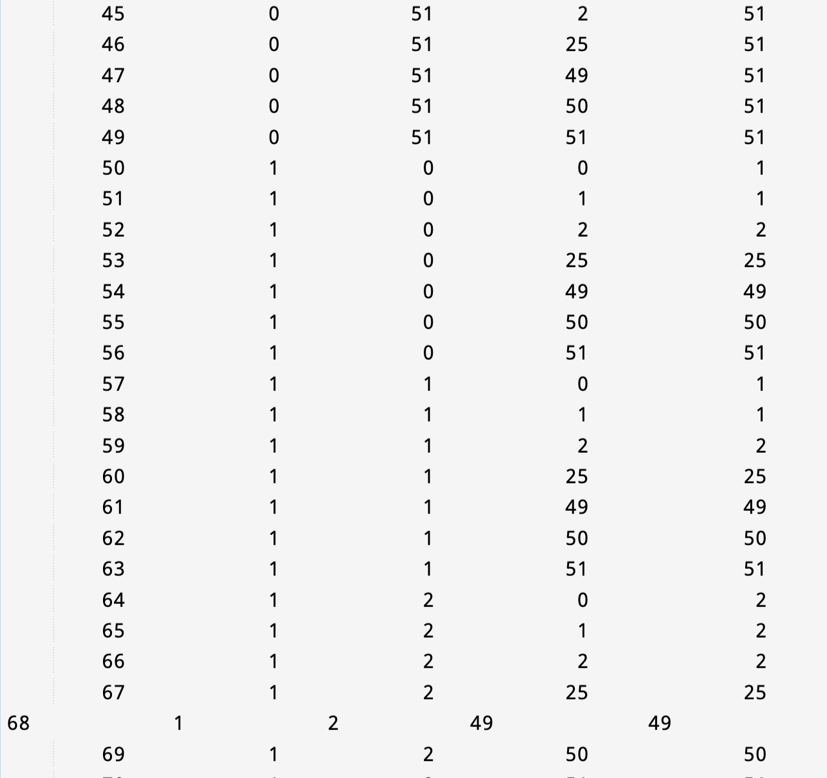 45 0 51 2 51
46 0 51 25 51
47 0 51 49 51
48 0 51 50 51
49 0 51 51 51
50 1 0 0 1
51 1 0 1 1
52 1 0 2 2
53 1 0 25 25
54 1 0 49 49
55 1 0 50 50
56 1 0 51 51
57 1 1 0 1
58 1 1 1 1
59 1 1 2 2
60 1 1 25 25
61 1 1 49 49
62 1 1 50 50
63 1 1 51 51
64 1 2 0 2
65 1 2 1 2
66 1 2 2 2
67 1 2 25 25
68 1 2 49 49
69 1 2 50 50